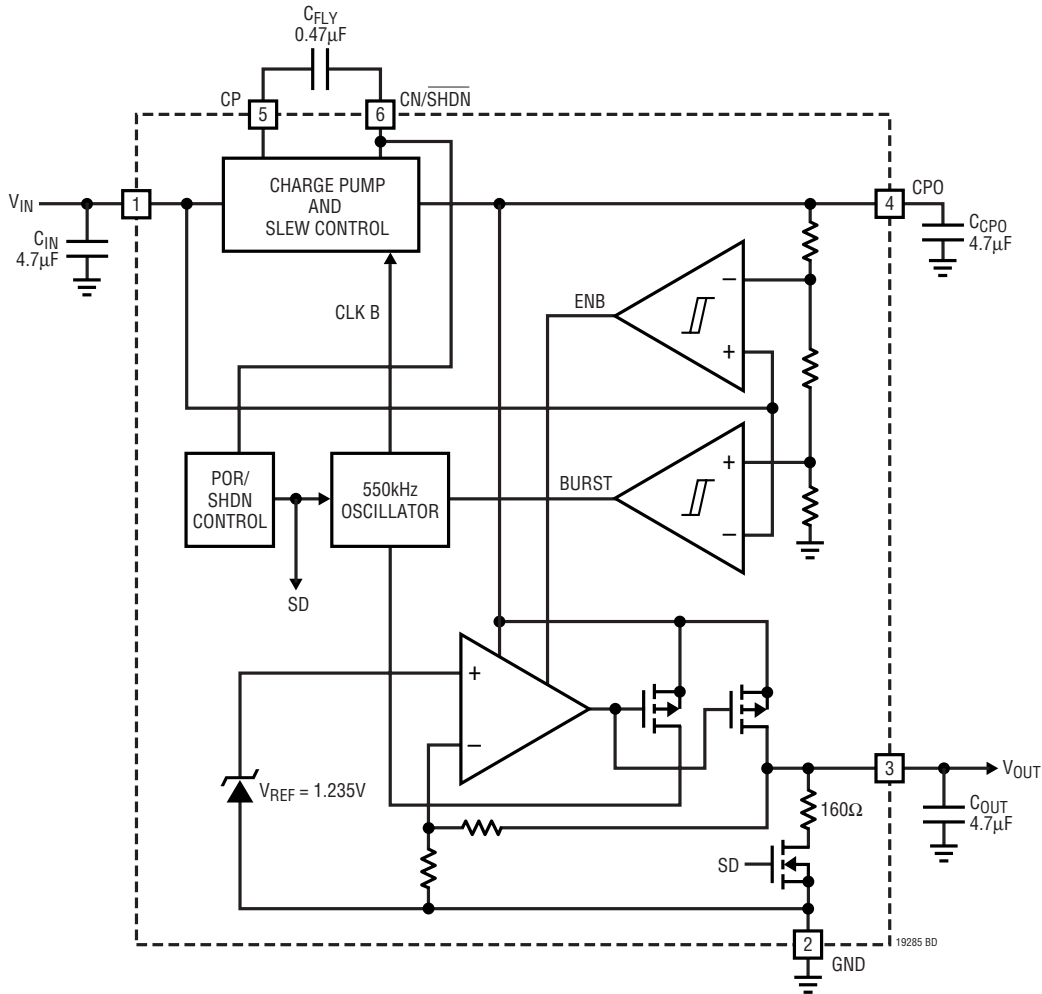 CFLY
0.47µF
CP
CN/SHDN
5
6
CHARGE PUMP
AND
SLEW CONTROL
VIN
1
4
CPO
CIN
4.7µF
CCPO
4.7µF
CLK B
ENB
–
+
POR/
SHDN
CONTROL
550kHz
OSCILLATOR
BURST
+
–
SD
+
–
VREF = 1.235V
3
VOUT
160Ω
COUT
4.7µF
SD
2
GND
19285 BD